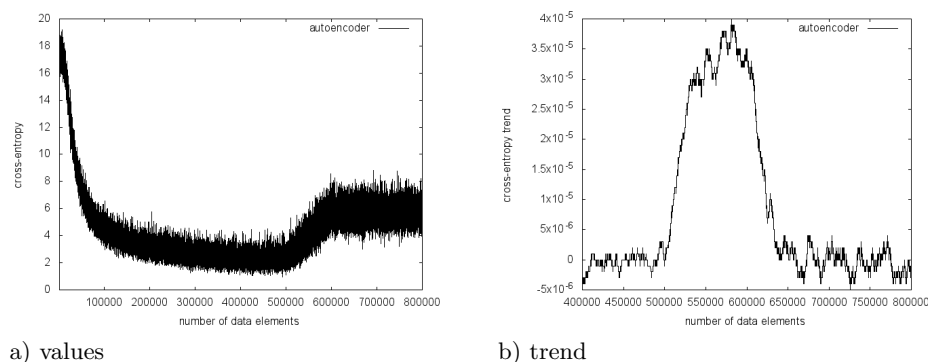 20
18
16
14
12
10
8
6
4
2
0
cross-entropy
autoencoder
100000 200000 300000 400000 500000 600000 700000 800000
number of data elements
a) values
4x10-5
3.5x10-5
3x10-5
2.5x10-5
2x10-5
1.5x10-5
1x10-5
5x10-6
0
-5x10-6
cross-entropy trend
autoencoder
400000 450000 500000 550000 600000 650000 700000 750000 800000
number of data elements
b) trend